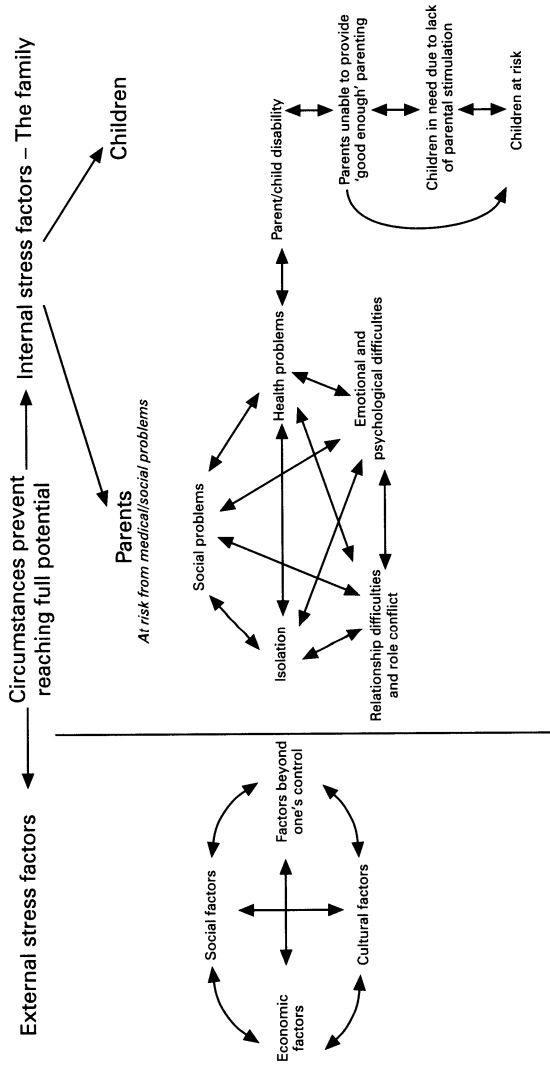 External stress factors
Circumstances prevent
reaching full potential
Internal stress factors – The family
Parents
At risk from medical/social problems
Children
Social factors
Economic
factors
Factors beyond
one's control
Cultural factors
Social problems
Isolation
Health problems
Relationship difficulties
and role conflict
Emotional and
psychological difficulties
Parent/child disability
Parents unable to provide
'good enough' parenting
Children in need due to lack
of parental stimulation
Children at risk